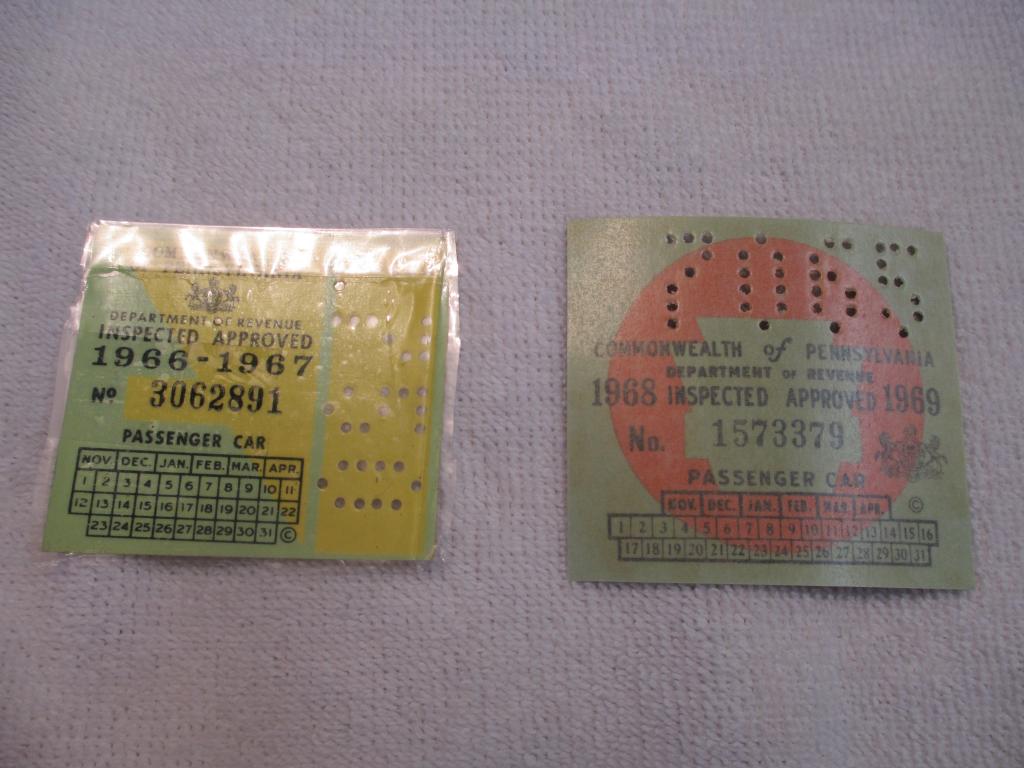 PENNSYLVANIA
DEPARTMENT OF REVENUE
INSPECTED APPROVED
1966-1967
Nº 3062891
PASSENGER CAR
NOV. DEC. JAN. FEB. MAR. APR.
1 2 3 4 5 6 7 8 9 10 11
12 13 14 15 16 17 18 19 20 21 22
23 24 25 26 27 28 29 30 31 ©
COMMONWEALTH of PENNSYLVANIA
DEPARTMENT OF REVENUE
1968 INSPECTED APPROVED 1969
No. 1573379
PASSENGER CAR
NOV. DEC. JAN. FEB. MAR. APR. ©
1 2 3 4 5 6 7 8 9 10 11 12 13 14 15 16
17 18 19 20 21 22 23 24 25 26 27 28 29 30 31